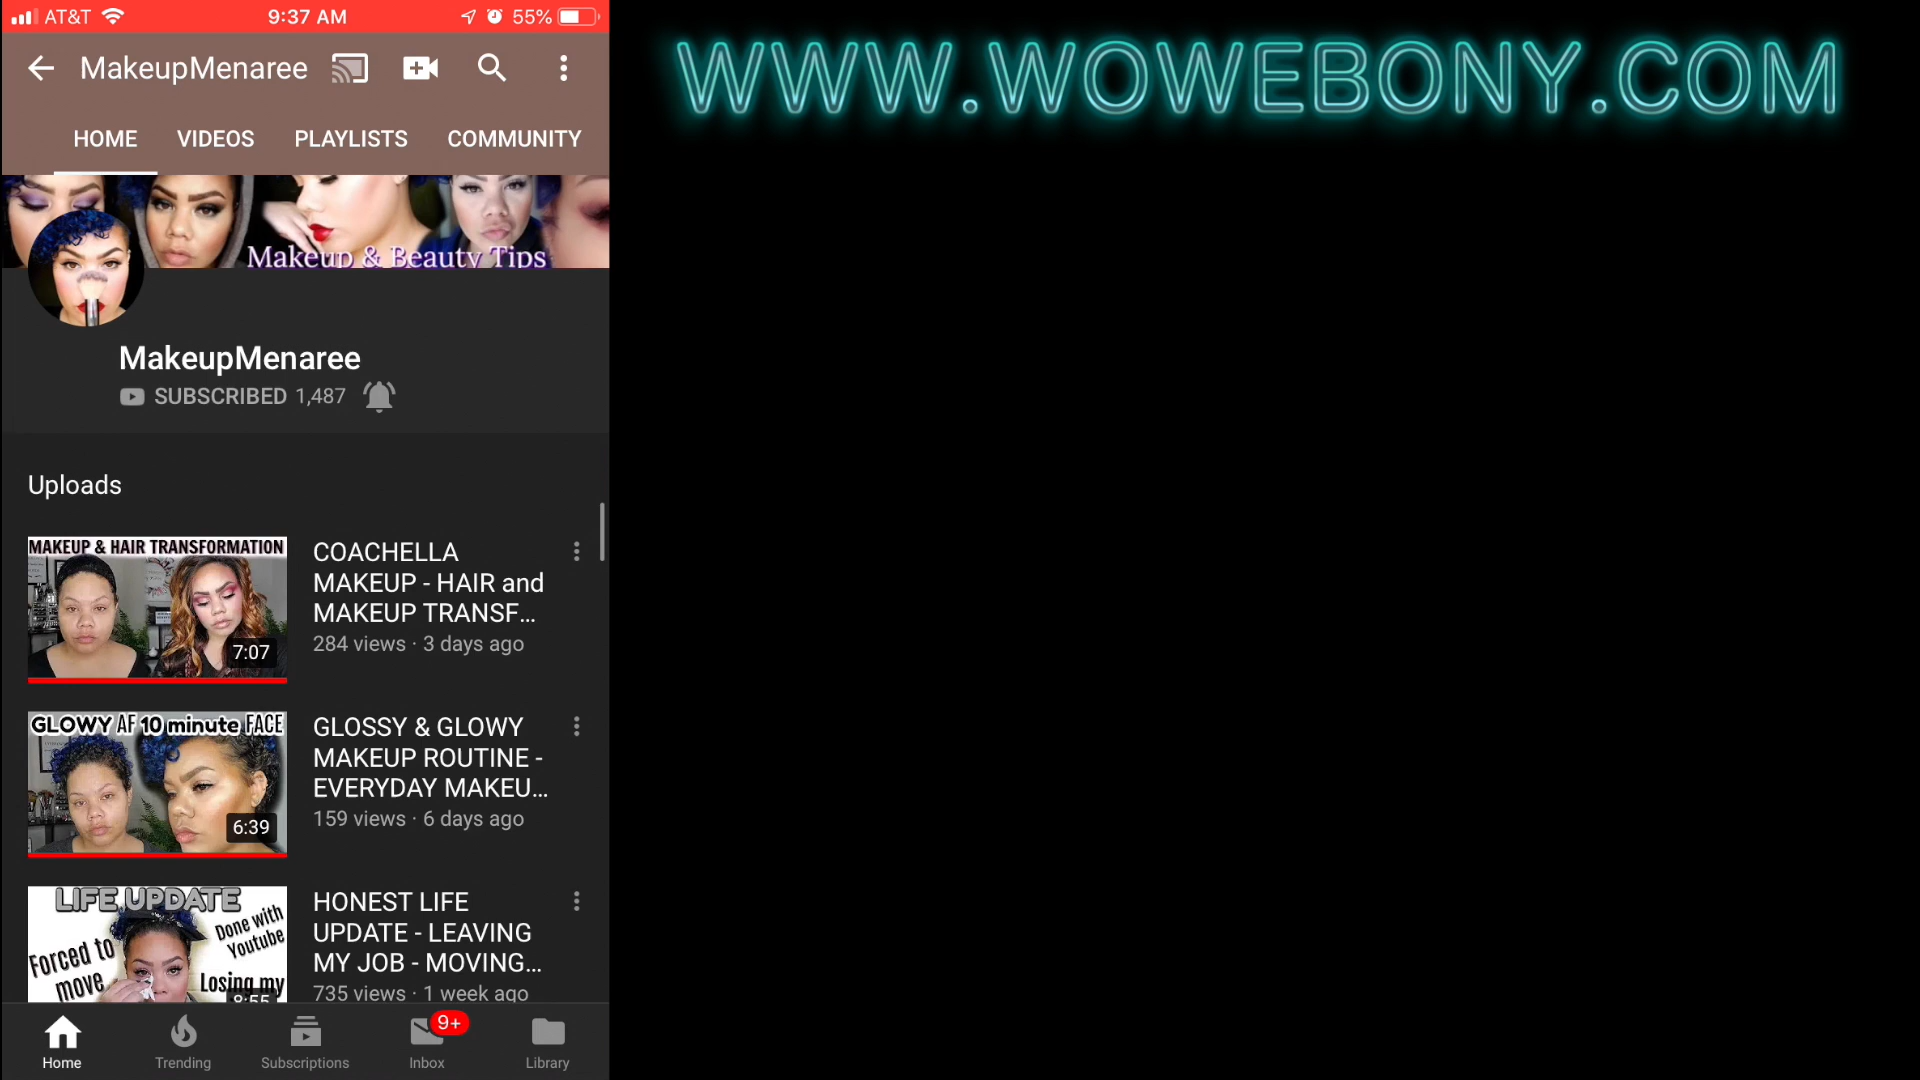 AT&T 9:37 AM 55%
WWW.WOWEBONY.COM
MakeupMenaree
HOME VIDEOS PLAYLISTS COMMUNITY
Makeup & Beauty Tips
MakeupMenaree
SUBSCRIBED 1,487
Uploads
MAKEUP & HAIR TRANSFORMATION
7:07
COACHELLA
MAKEUP - HAIR and
MAKEUP TRANSF...
284 views · 3 days ago
GLOWY AF 10 minute FACE
6:39
GLOSSY & GLOWY
MAKEUP ROUTINE -
EVERYDAY MAKEU...
159 views · 6 days ago
LIFE UPDATE
Done with
Youtube
Forced to
move
Losing my
8:55
HONEST LIFE
UPDATE - LEAVING
MY JOB - MOVING...
735 views · 1 week ago
9+
Home Trending Subscriptions Inbox Library